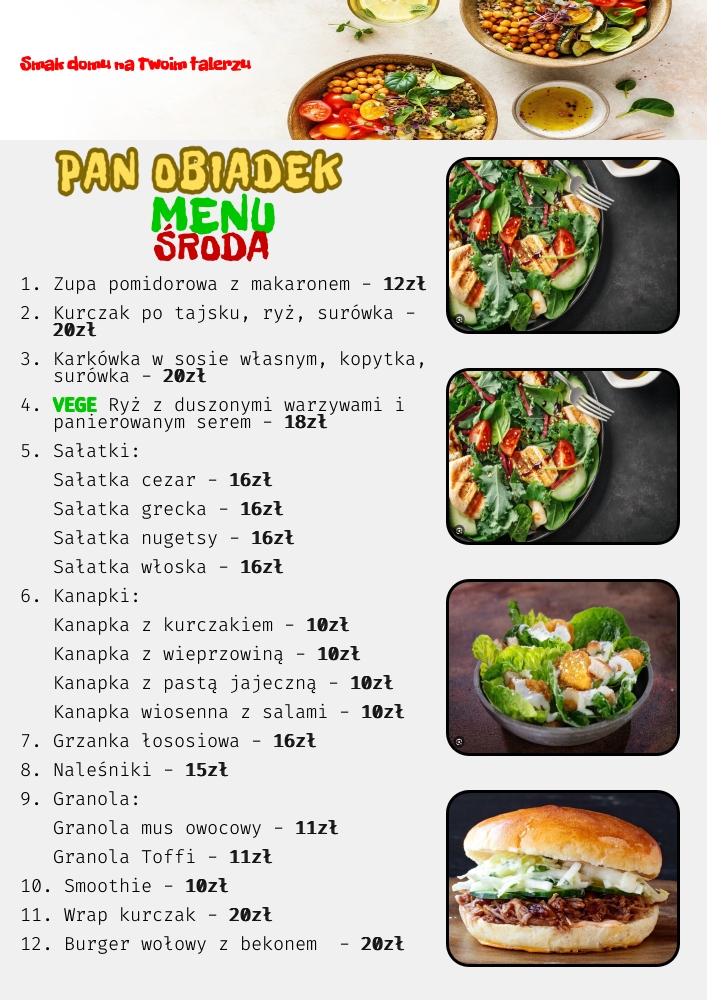 Smak domu na Twoim talerzu
PAN OBIADEK
MENU
ŚRODA
1. Zupa pomidorowa z makaronem - 12zł
2. Kurczak po tajsku, ryż, surówka -
20zł
3. Karkówka w sosie własnym, kopytka,
surówka - 20zł
4. VEGE Ryż z duszonymi warzywami i
panierowanym serem - 18zł
5. Sałatki:
Sałatka cezar - 16zł
Sałatka grecka - 16zł
Sałatka nugetsy - 16zł
Sałatka włoska - 16zł
6. Kanapki:
Kanapka z kurczakiem - 10zł
Kanapka z wieprzowiną - 10zł
Kanapka z pastą jajeczną - 10zł
Kanapka wiosenna z salami - 10zł
7. Grzanka łososiowa - 16zł
8. Naleśniki - 15zł
9. Granola:
Granola mus owocowy - 11zł
Granola Toffi - 11zł
10. Smoothie - 10zł
11. Wrap kurczak - 20zł
12. Burger wołowy z bekonem  - 20zł